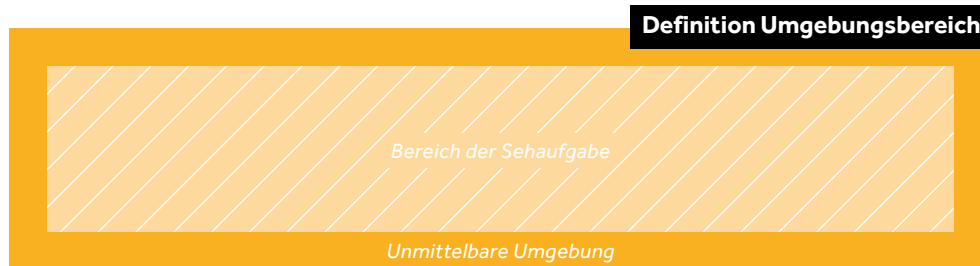 Definition Umgebungsbereich
Bereich der Sehaufgabe
Unmittelbare Umgebung